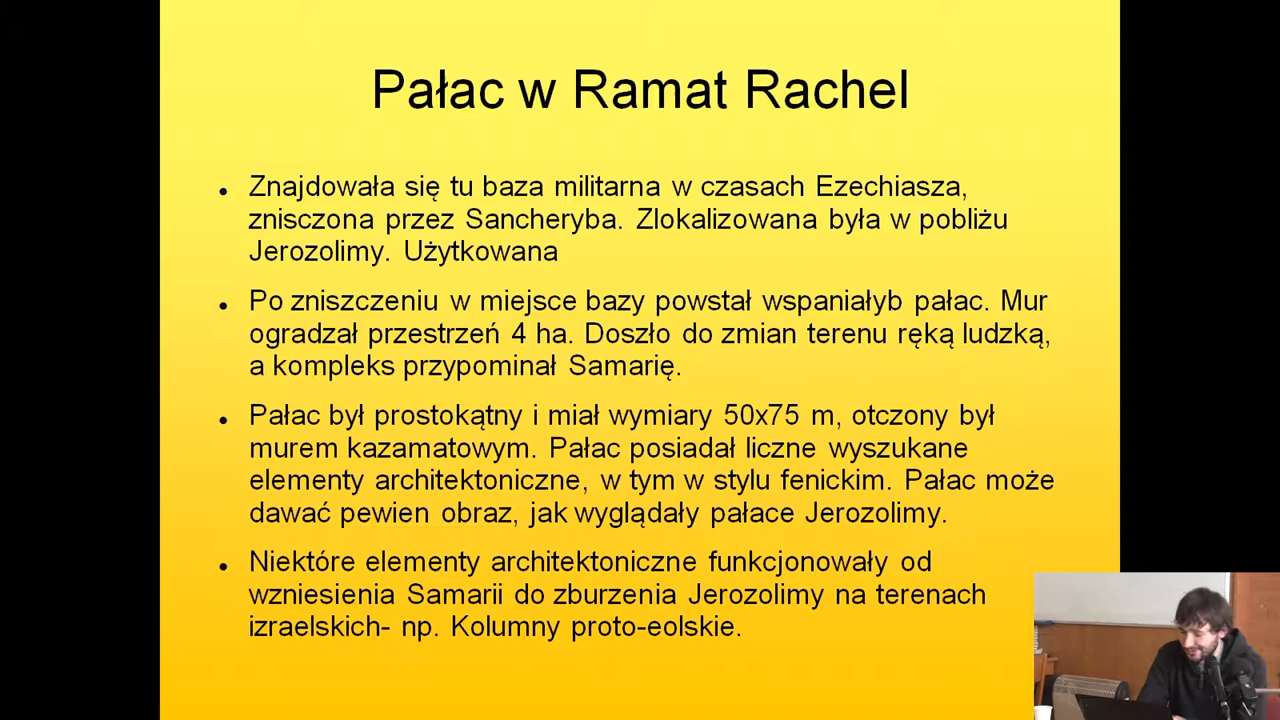 Pałac w Ramat Rachel
Znajdowała się tu baza militarna w czasach Ezechiasza,
znisczona przez Sancheryba. Zlokalizowana była w pobliżu
Jerozolimy. Użytkowana
Po zniszczeniu w miejsce bazy powstał wspaniałyb pałac. Mur
ogradzał przestrzeń 4 ha. Doszło do zmian terenu ręką ludzką,
a kompleks przypominał Samarię.
Pałac był prostokątny i miał wymiary 50x75 m, otczony był
murem kazamatowym. Pałac posiadał liczne wyszukane
elementy architektoniczne, w tym w stylu fenickim. Pałac może
dawać pewien obraz, jak wyglądały pałace Jerozolimy.
Niektóre elementy architektoniczne funkcjonowały od
wzniesienia Samarii do zburzenia Jerozolimy na terenach
izraelskich- np. Kolumny proto-eolskie.